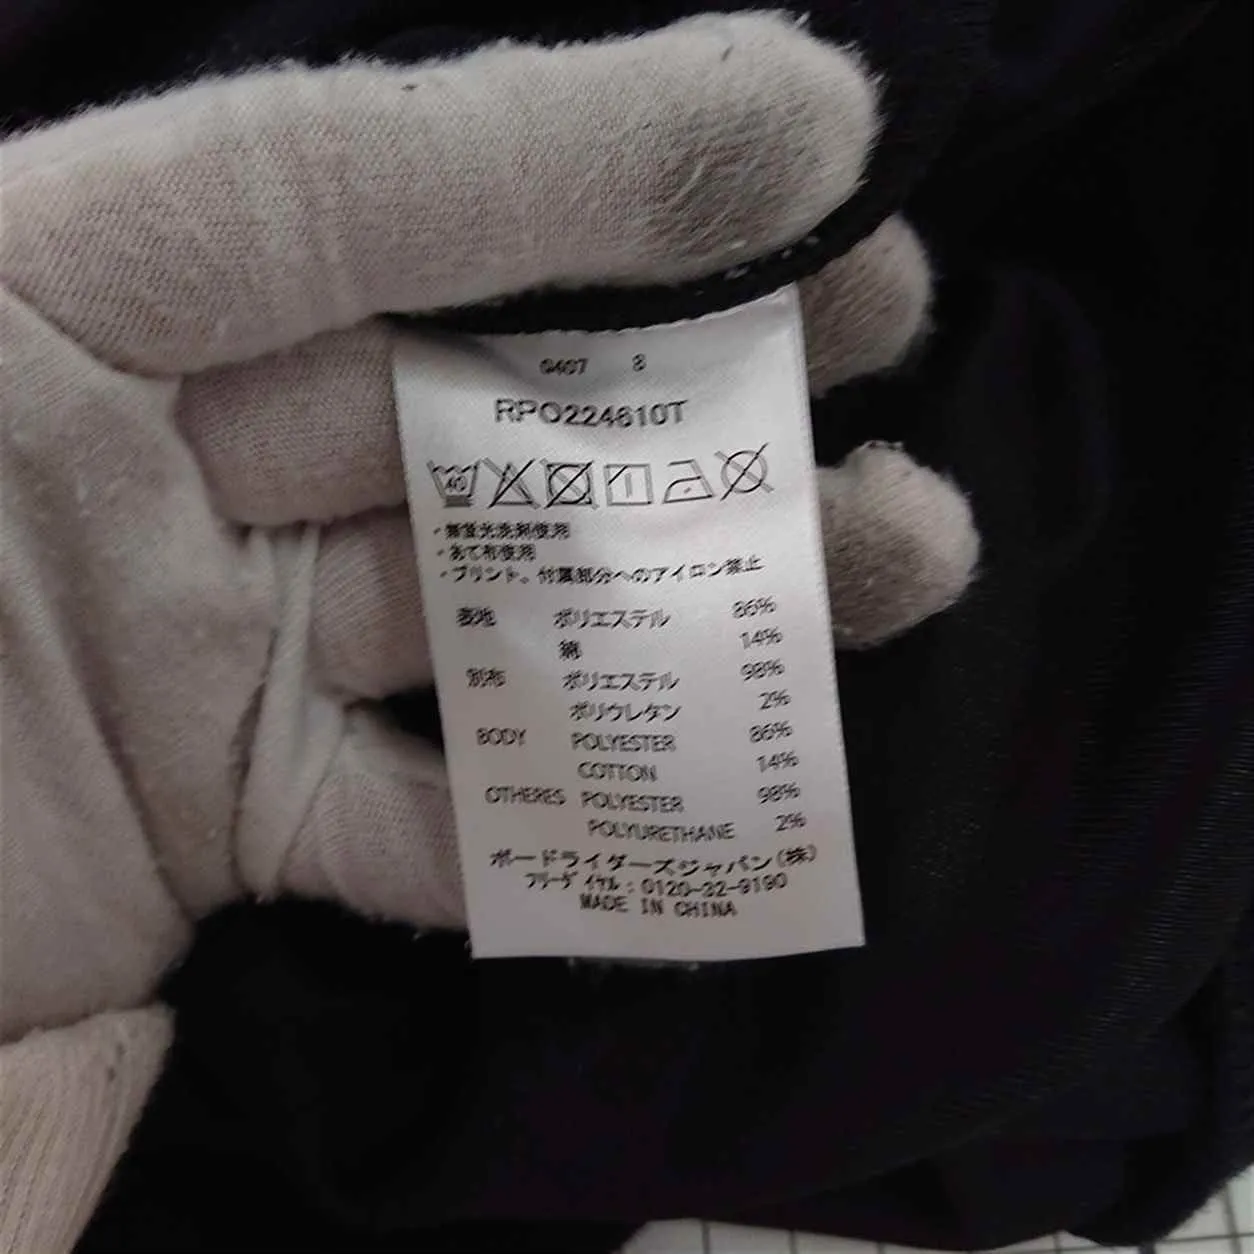 0407 8
RPO224610T
40
・無蛍光洗剤使用
・あて布使用
・プリント、付属部分へのアイロン禁止
表地 ポリエステル 86%
綿 14%
別布 ポリエステル 98%
ポリウレタン 2%
BODY POLYESTER 86%
COTTON 14%
OTHERES POLYESTER 98%
POLYURETHANE 2%
ボードライダーズジャパン(株)
フリーダイヤル:0120-32-9190
MADE IN CHINA